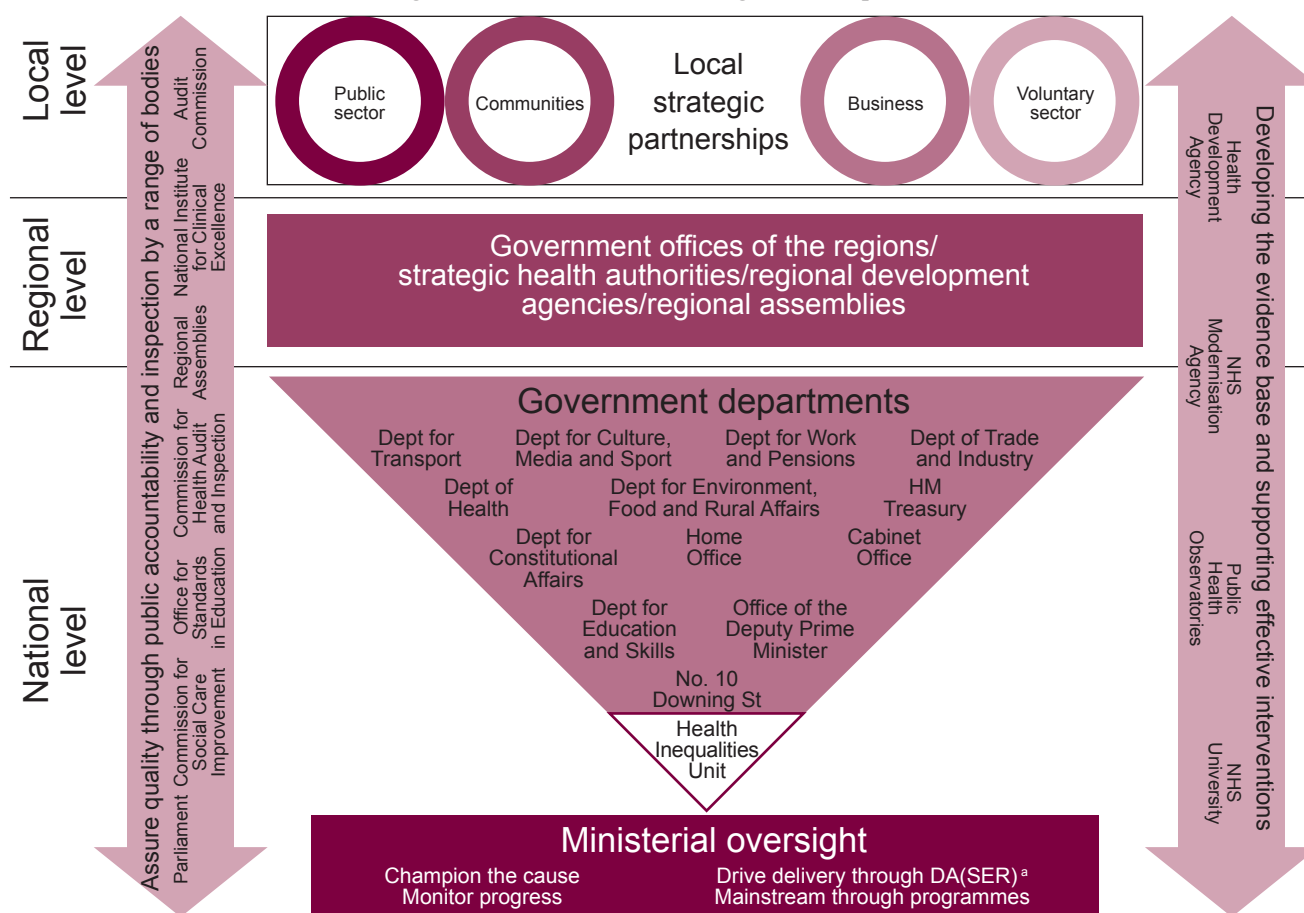 Local
level
Regional
level
National
level
Assure quality through public accountability and inspection by a range of bodies
Parliament
Commission for
Social Care
Improvement
Office for
Standards
in Education
Commission for
Health Audit
and Inspection
Regional
Assemblies
National Institute
for Clinical
Excellence
Audit
Commission
Public
sector
Communities
Local
strategic
partnerships
Business
Voluntary
sector
Government offices of the regions/
strategic health authorities/regional development
agencies/regional assemblies
Government departments
Dept for
Transport
Dept for Culture,
Media and Sport
Dept for Work
and Pensions
Dept of Trade
and Industry
Dept of
Health
Dept for Environment,
Food and Rural Affairs
HM
Treasury
Dept for
Constitutional
Affairs
Home
Office
Cabinet
Office
Dept for
Education
and Skills
Office of the
Deputy Prime
Minister
No. 10
Downing St
Health
Inequalities
Unit
Ministerial oversight
Champion the cause
Monitor progress
Drive delivery through DA(SER) a
Mainstream through programmes
Developing the evidence base and supporting effective interventions
Health
Development
Agency
NHS
Modernisation
Agency
Public
Health
Observatories
NHS
University